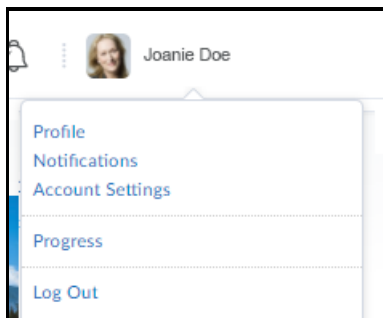 Joanie Doe
Profile
Notifications
Account Settings
Progress
Log Out